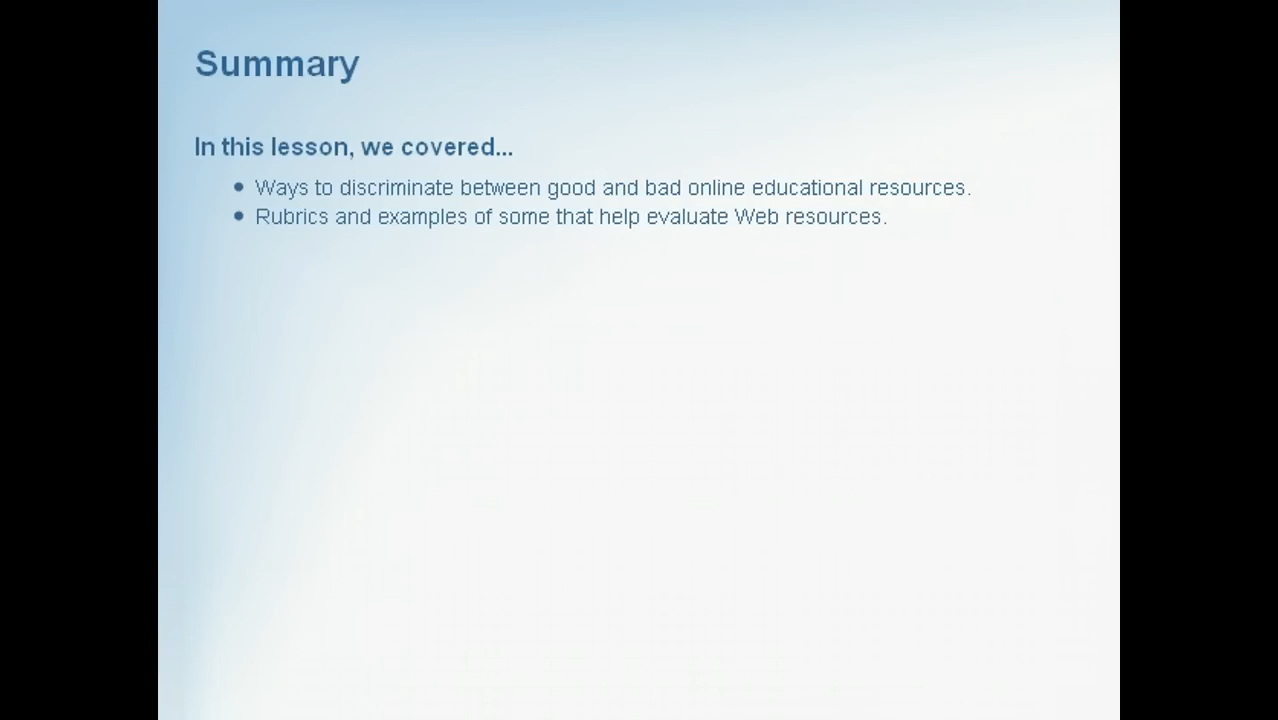 Summary
In this lesson, we covered...
• Ways to discriminate between good and bad online educational resources.
• Rubrics and examples of some that help evaluate Web resources.